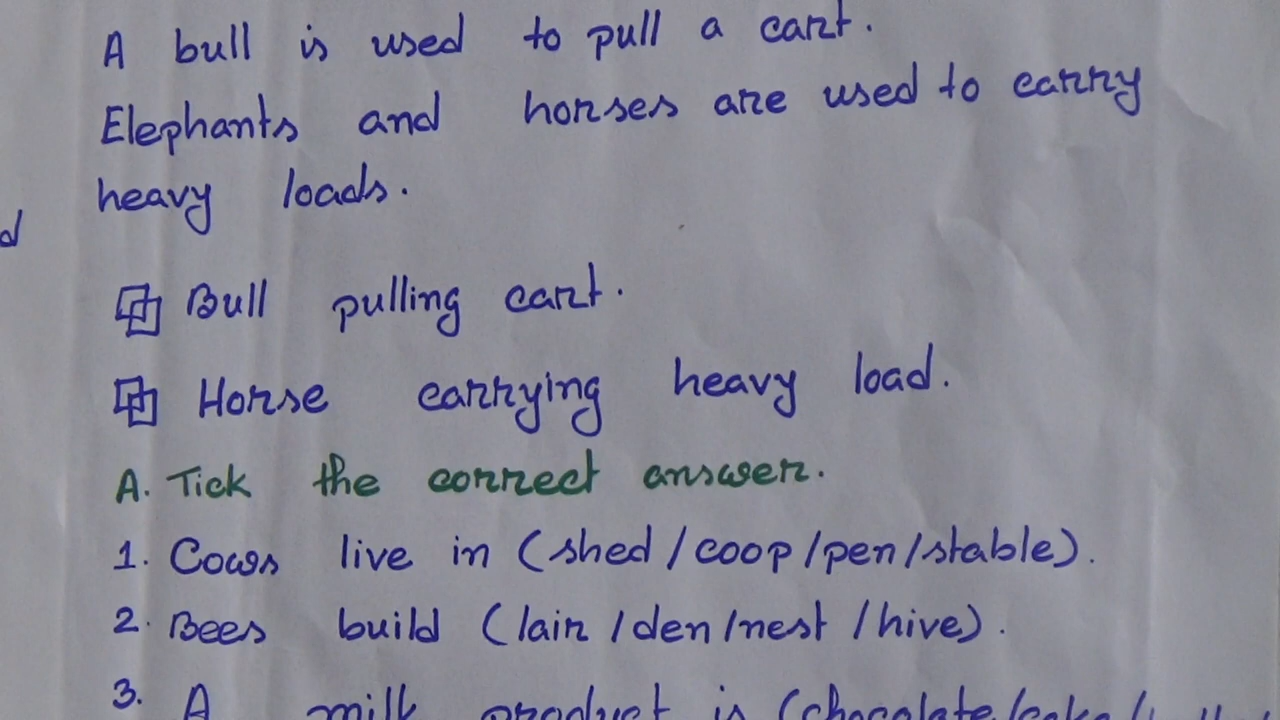 A bull is used to pull a cart.
Elephants and horses are used to carry
heavy loads.
Bull pulling cart.
Horse carrying heavy load.
A. Tick the correct answer.
1. Cows live in (shed/coop/pen/stable).
2. Bees build (lair/den/nest/hive).
3. A milk product is (chocolate/cake/